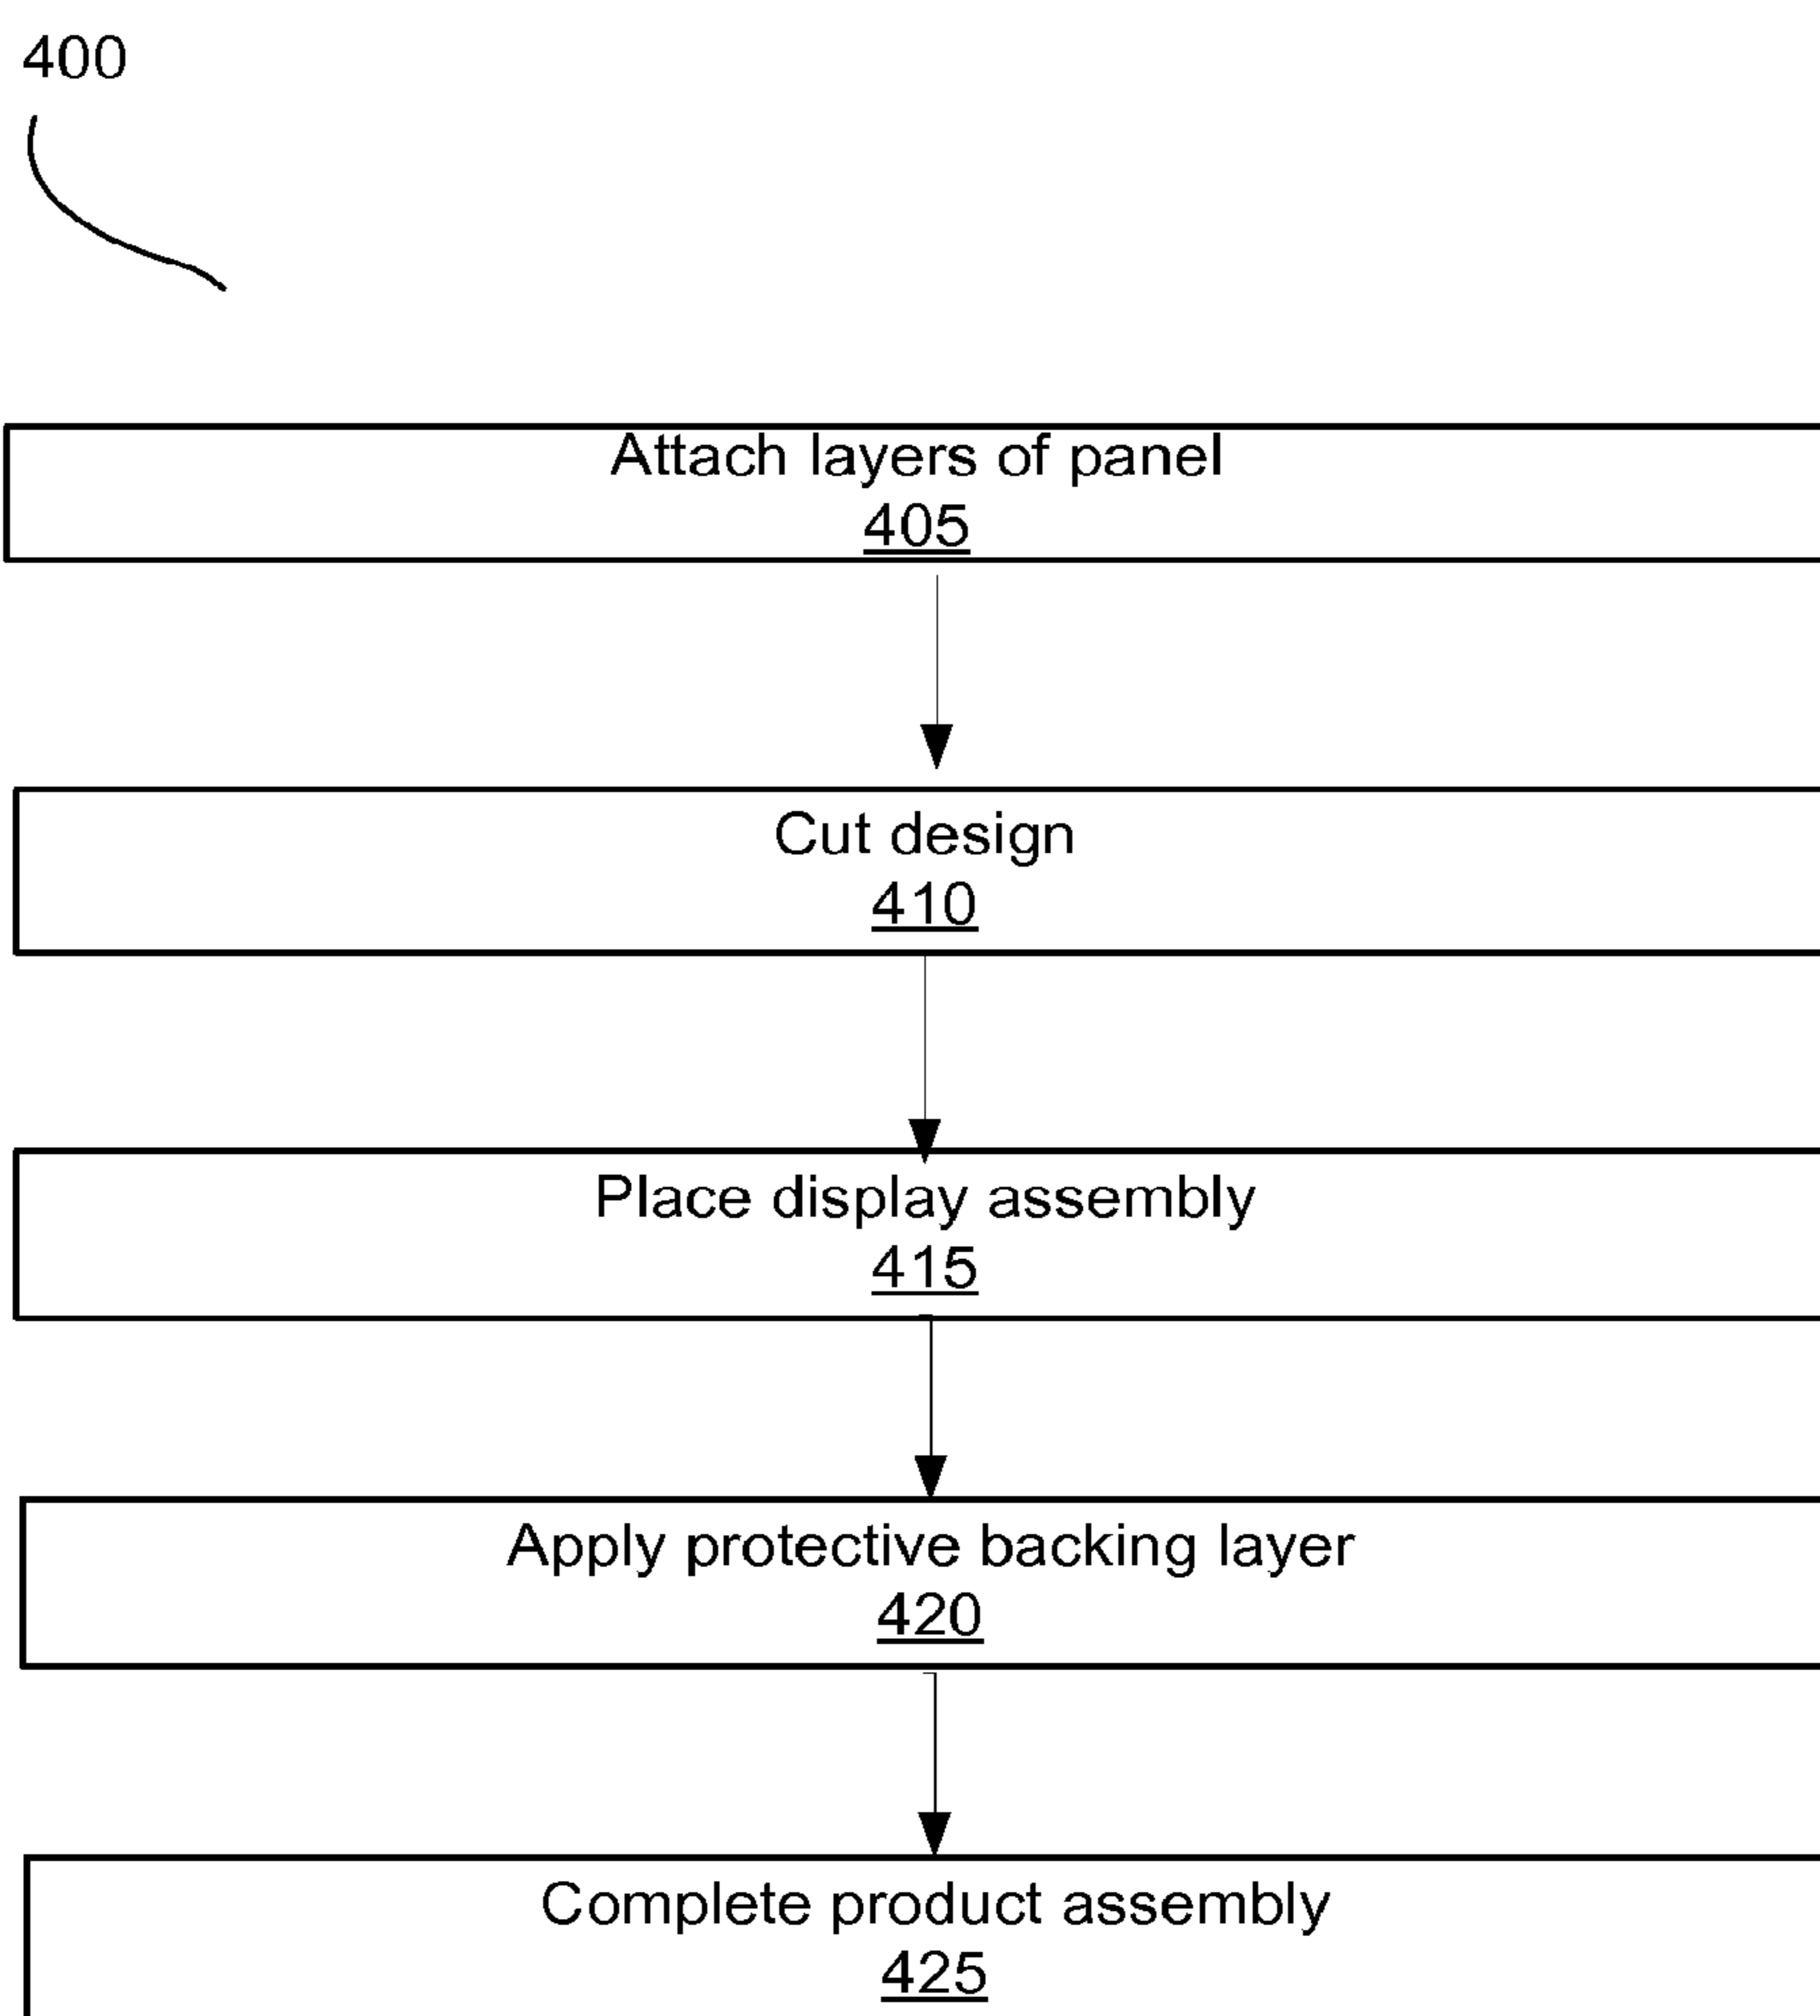 400
Attach layers of panel
405
Cut design
410
Place display assembly
415
Apply protective backing layer
420
Complete product assembly
425